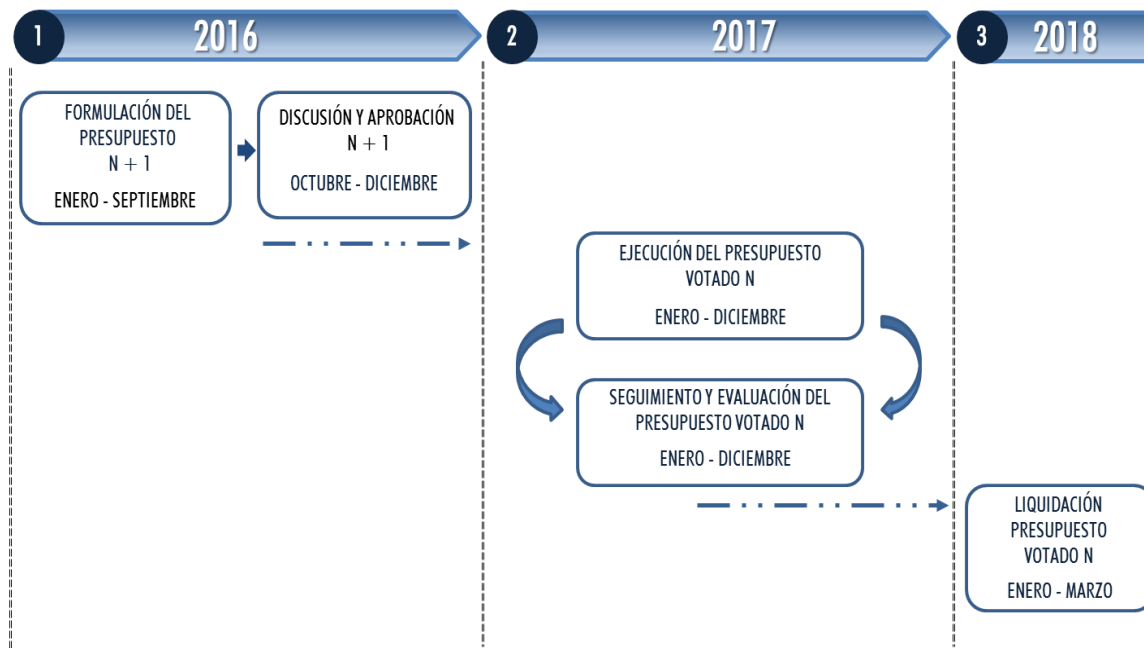 1
2016
2
2017
3
2018
FORMULACIÓN DEL
PRESUPUESTO
N + 1
ENERO - SEPTIEMBRE
DISCUSIÓN Y APROBACIÓN
N + 1
OCTUBRE - DICIEMBRE
EJECUCIÓN DEL PRESUPUESTO
VOTADO N
ENERO - DICIEMBRE
SEGUIMIENTO Y EVALUACIÓN DEL
PRESUPUESTO VOTADO N
ENERO - DICIEMBRE
LIQUIDACIÓN
PRESUPUESTO
VOTADO N
ENERO - MARZO